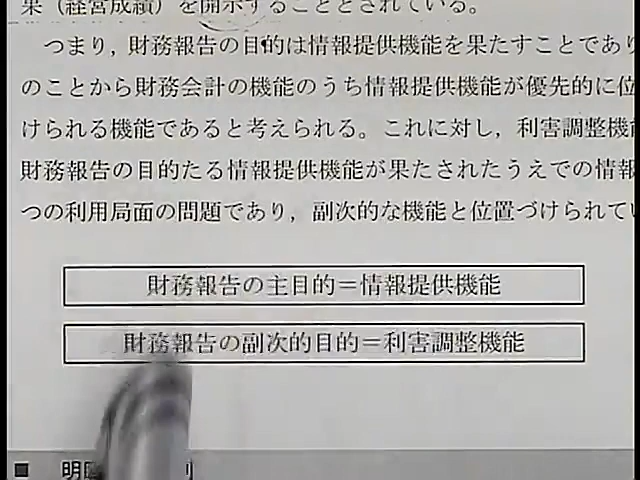 果（経営成績）を開示することとされている。
つまり，財務報告の目的は情報提供機能を果たすことであり
のことから財務会計の機能のうち情報提供機能が優先的に位
けられる機能であると考えられる。これに対し，利害調整機能
財務報告の目的たる情報提供機能が果たされたうえでの情報
つの利用局面の問題であり，副次的な機能と位置づけられてい
財務報告の主目的＝情報提供機能
財務報告の副次的目的＝利害調整機能
■ 明